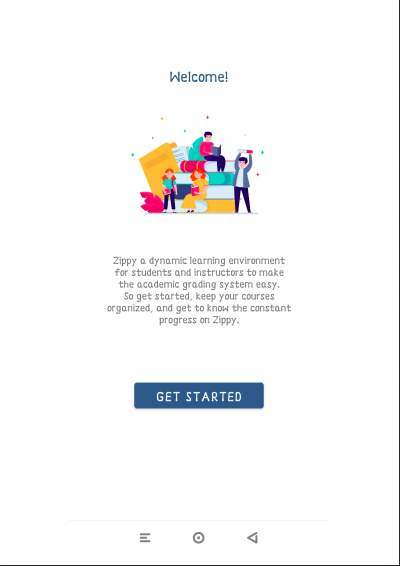 Welcome!
Zippy a dynamic learning environment
for students and instructors to make
the academic grading system easy.
So get started, keep your courses
organized, and get to know the constant
progress on Zippy.
GET STARTED